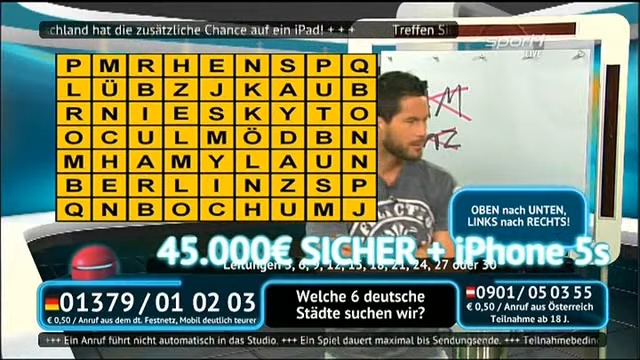 schland hat die zusätzliche Chance auf ein iPad! +++ Treffen Si
sport1
LIVE
P M R H E N S P Q
L Ü B Z J K A U B
R N I E S K Y T O
O C U L M Ö D B N
M H A M Y L A U N
B E R L I N Z S P
Q N B O C H U M J
M
OBEN nach UNTEN,
LINKS nach RECHTS!
45.000€ SICHER + iPhone 5s
Leitungen 3, 6, 9, 12, 15, 18, 21, 24, 27 oder 30
01379/01 02 03
€ 0,50 / Anruf aus dem dt. Festnetz, Mobil deutlich teurer
Welche 6 deutsche
Städte suchen wir?
0901/05 03 55
€ 0,50 / Anruf aus Österreich
Teilnahme ab 18 J.
+++ Ein Anruf führt nicht automatisch in das Studio. +++ Ein Spiel dauert maximal bis Sendungsende. +++ Teilnahmebedin